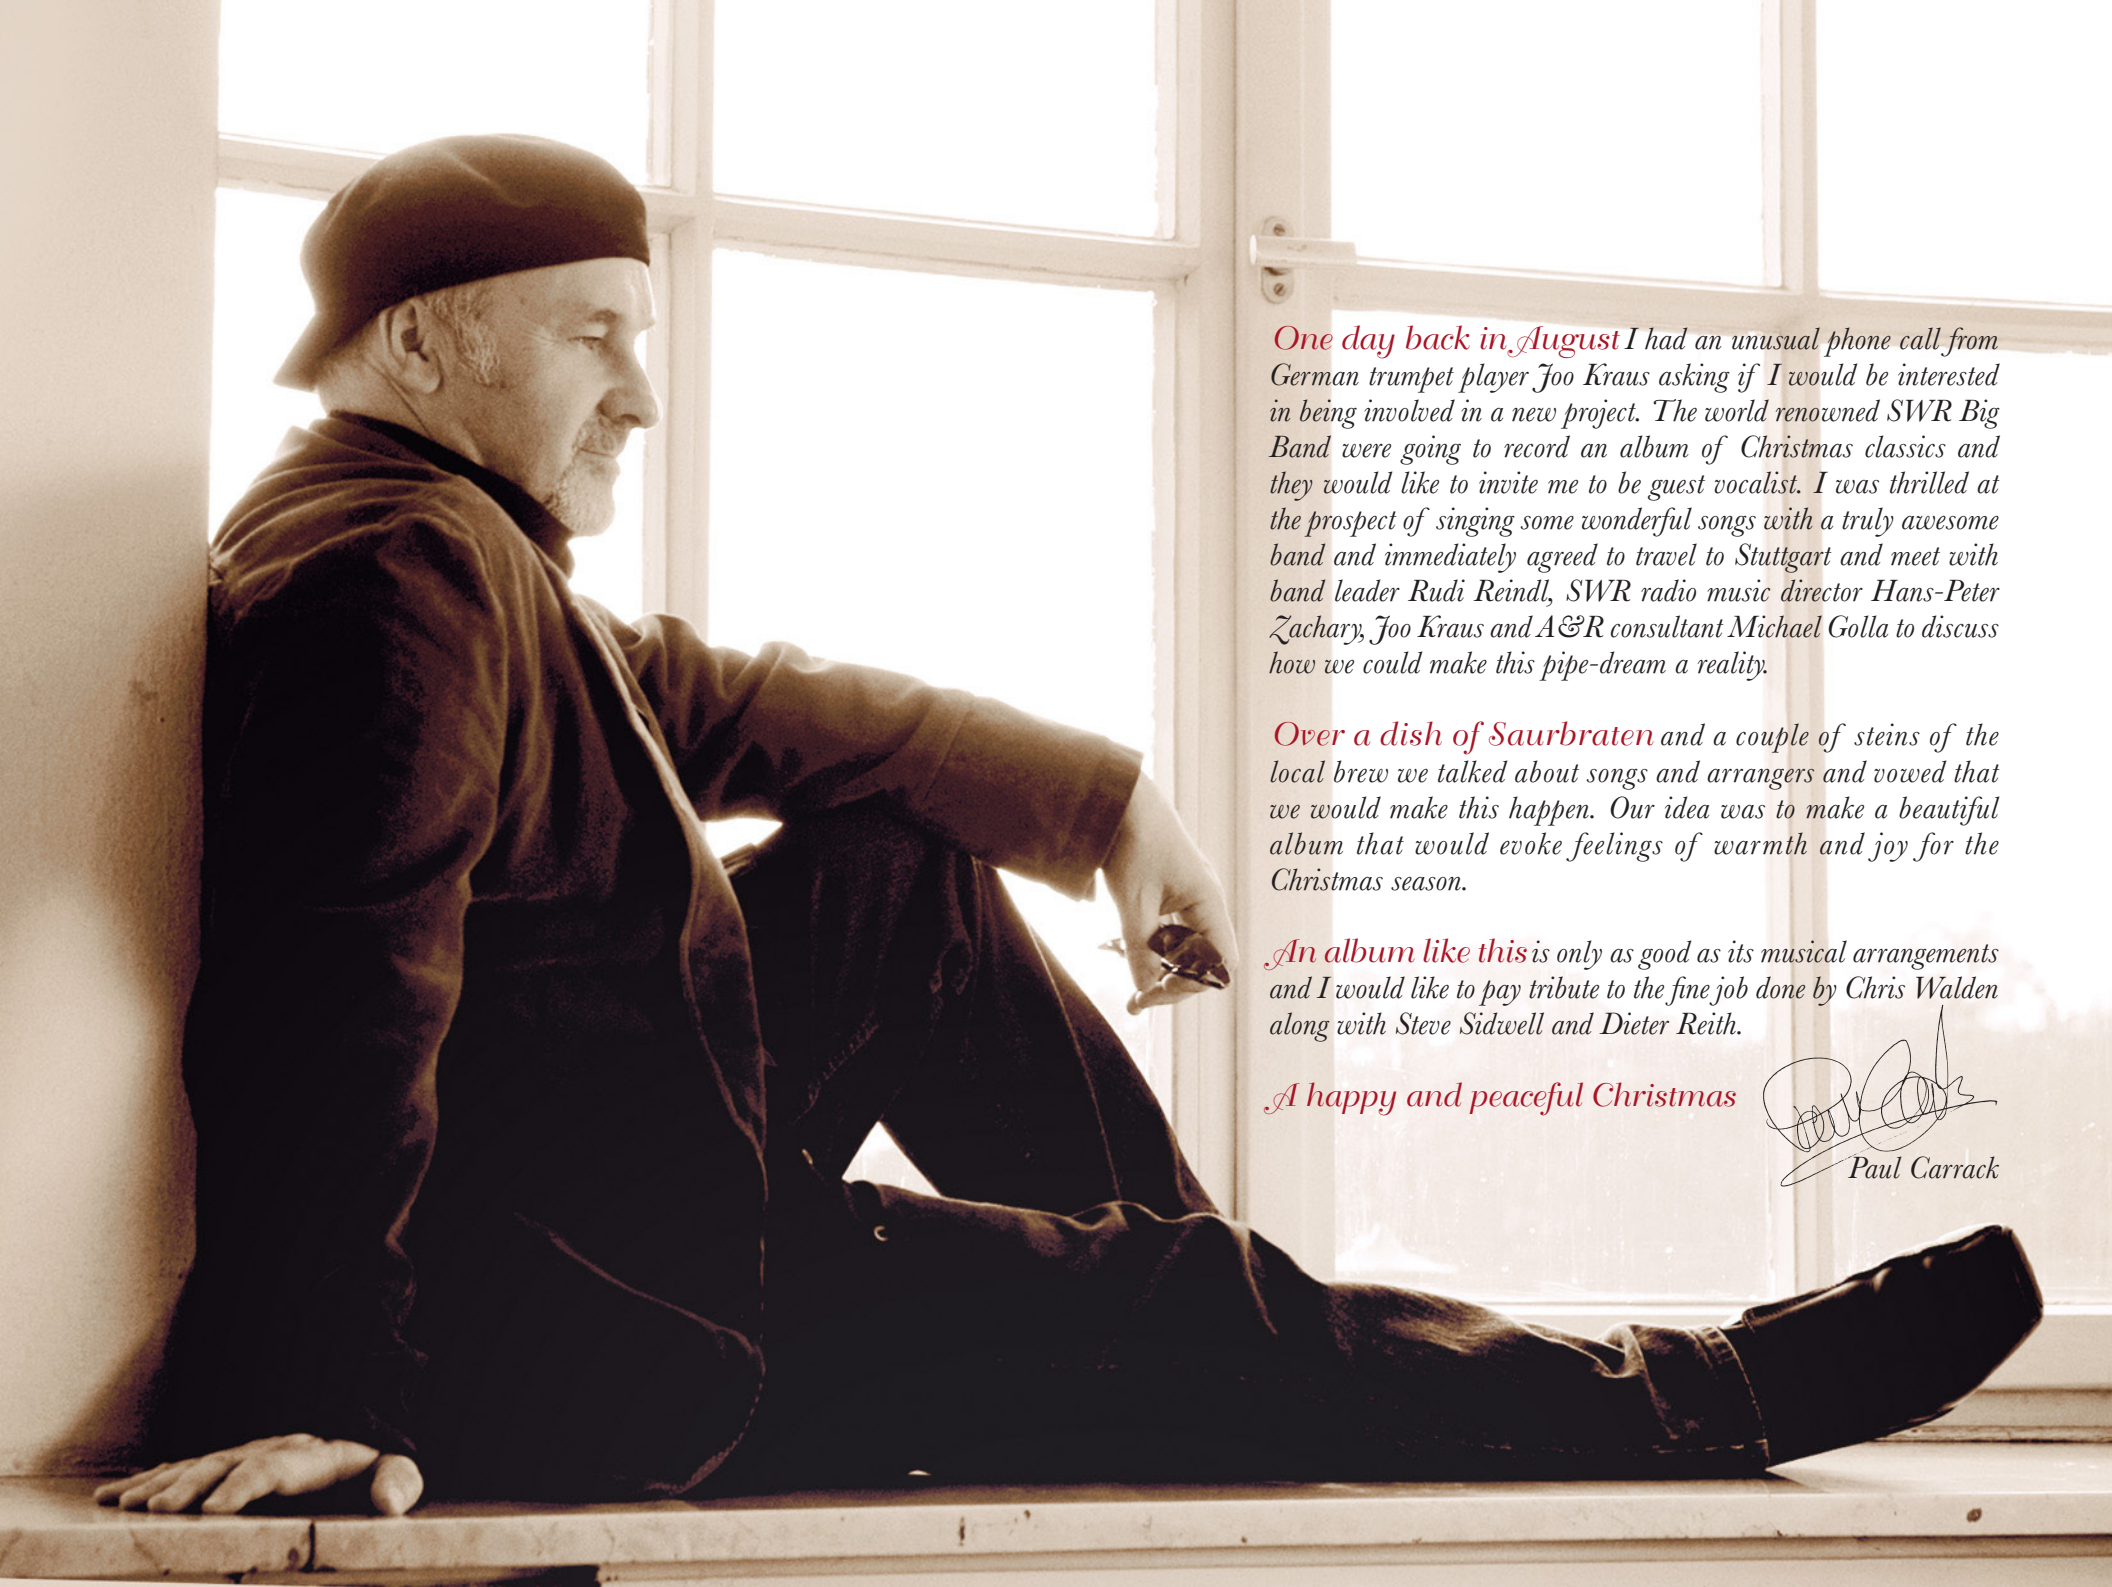 One day back in August I had an unusual phone call from
German trumpet player Joo Kraus asking if I would be interested
in being involved in a new project. The world renowned SWR Big
Band were going to record an album of Christmas classics and
they would like to invite me to be guest vocalist. I was thrilled at
the prospect of singing some wonderful songs with a truly awesome
band and immediately agreed to travel to Stuttgart and meet with
band leader Rudi Reindl, SWR radio music director Hans-Peter
Zachary, Joo Kraus and A&R consultant Michael Golla to discuss
how we could make this pipe-dream a reality.
Over a dish of Saurbraten and a couple of steins of the
local brew we talked about songs and arrangers and vowed that
we would make this happen. Our idea was to make a beautiful
album that would evoke feelings of warmth and joy for the
Christmas season.
An album like this is only as good as its musical arrangements
and I would like to pay tribute to the fine job done by Chris Walden
along with Steve Sidwell and Dieter Reith.
A happy and peaceful Christmas
Paul Carrack